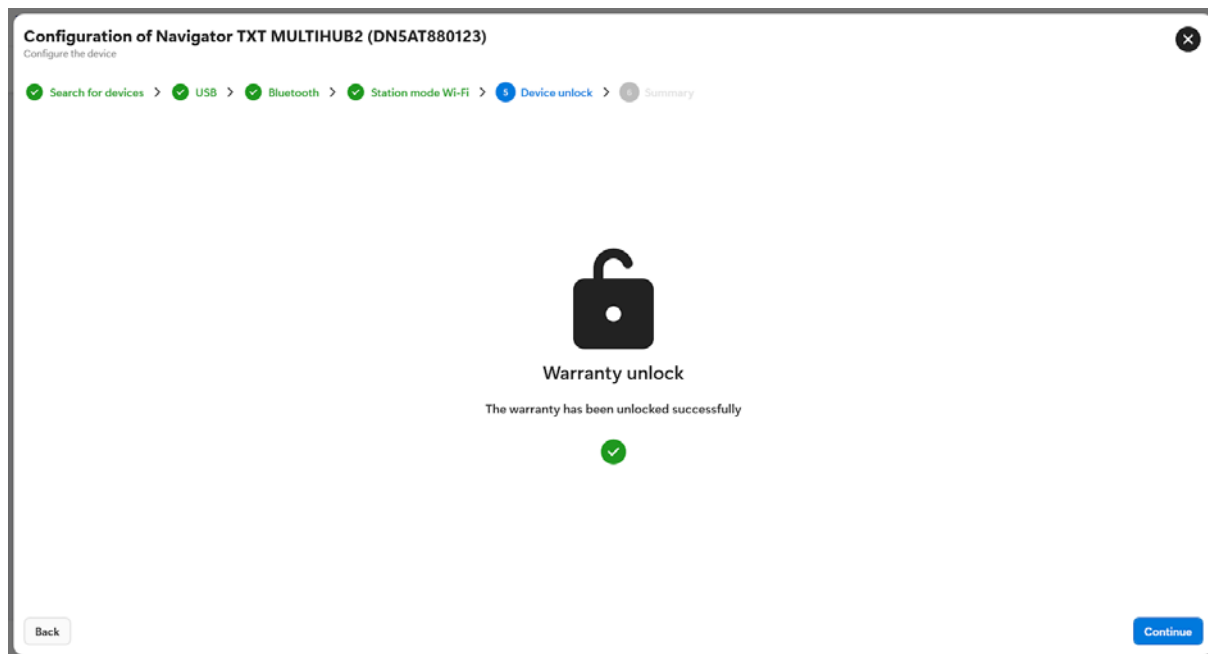 Configuration of Navigator TXT MULTIHUB2 (DN5AT880123)
Configure the device
Search for devices > USB > Bluetooth > Station mode Wi-Fi > 5 Device unlock > 6 Summary
Warranty unlock
The warranty has been unlocked successfully
Back
Continue